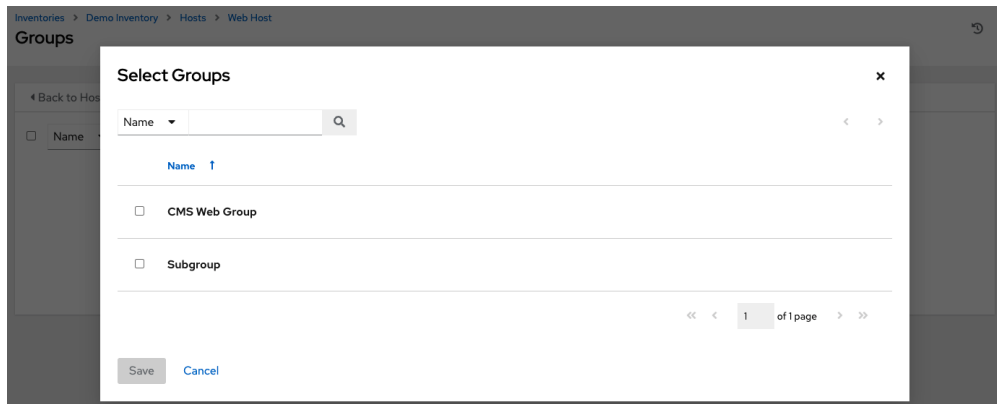 Inventories > Demo Inventory > Hosts > Web Host
Groups
Back to Hos
Name
Select Groups
Name
Name
CMS Web Group
Subgroup
1 of 1 page
Save Cancel